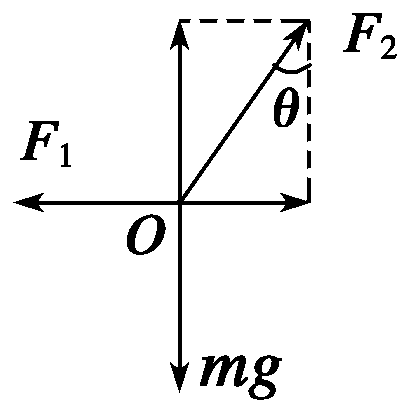 F₂
θ
F₁
O
mg